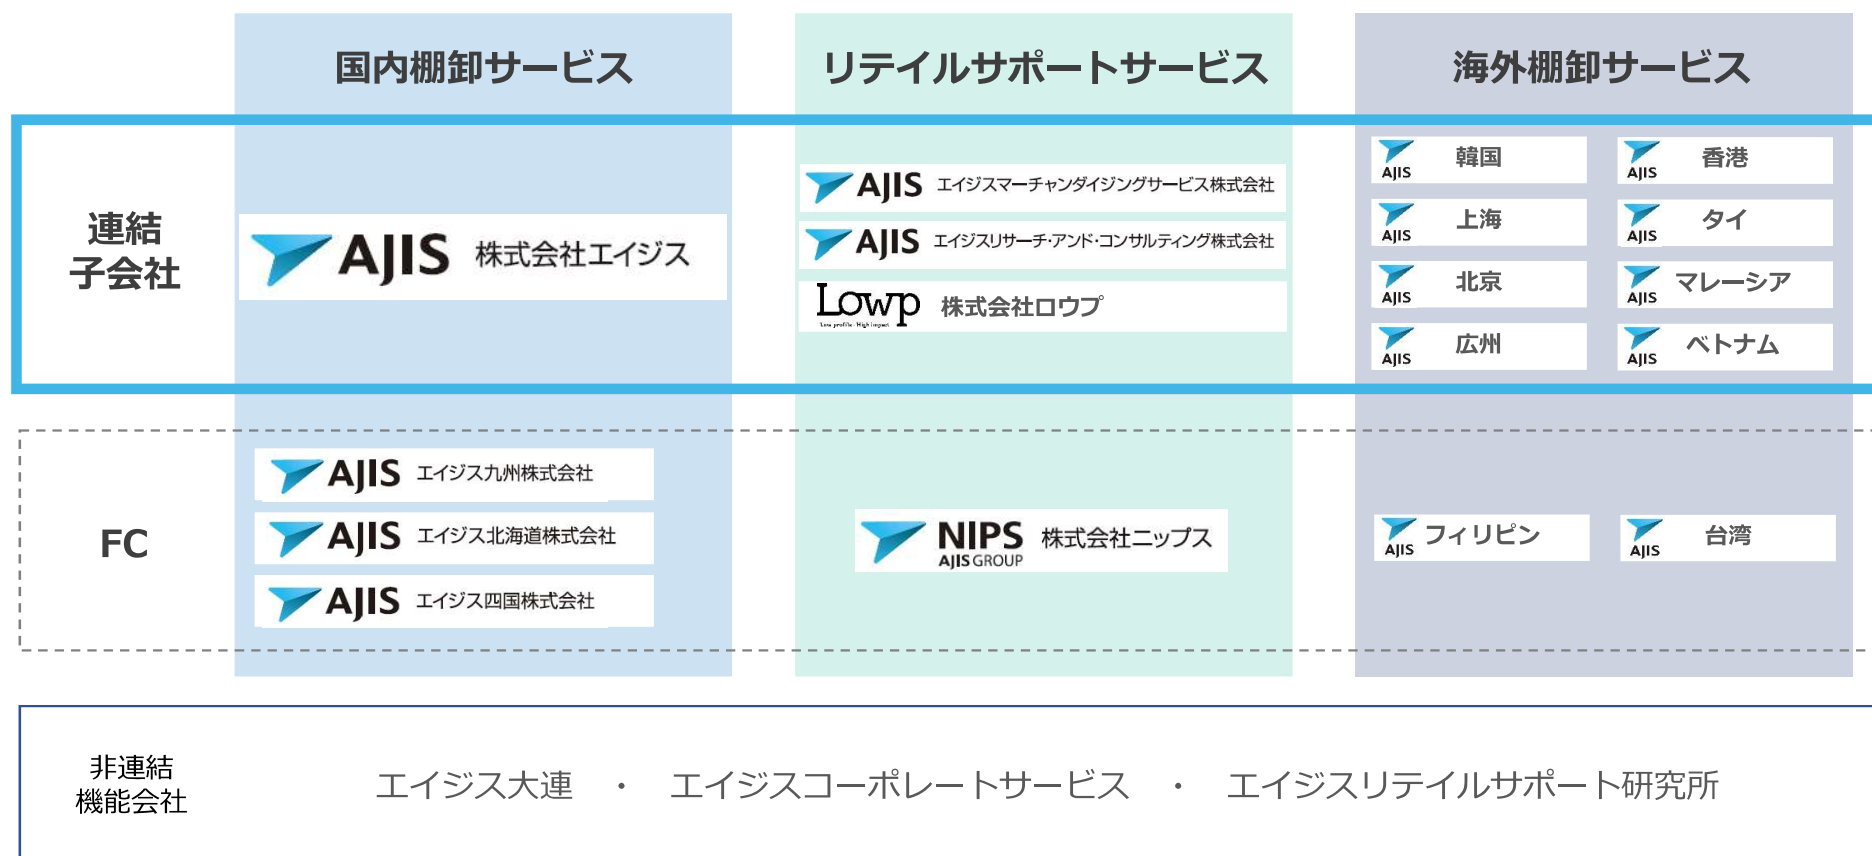 国内棚卸サービス
リテイルサポートサービス
海外棚卸サービス
連結
子会社
AJIS 株式会社エイジス
AJIS エイジスマーチャンダイジングサービス株式会社
AJIS エイジスリサーチ・アンド・コンサルティング株式会社
Lowp 株式会社ロウプ
Low profile - High impact
AJIS 韓国
AJIS 香港
AJIS 上海
AJIS タイ
AJIS 北京
AJIS マレーシア
AJIS 広州
AJIS ベトナム
FC
AJIS エイジス九州株式会社
AJIS エイジス北海道株式会社
AJIS エイジス四国株式会社
NIPS 株式会社ニップス
AJIS GROUP
AJIS フィリピン
AJIS 台湾
非連結
機能会社
エイジス大連 ・ エイジスコーポレートサービス ・ エイジスリテイルサポート研究所